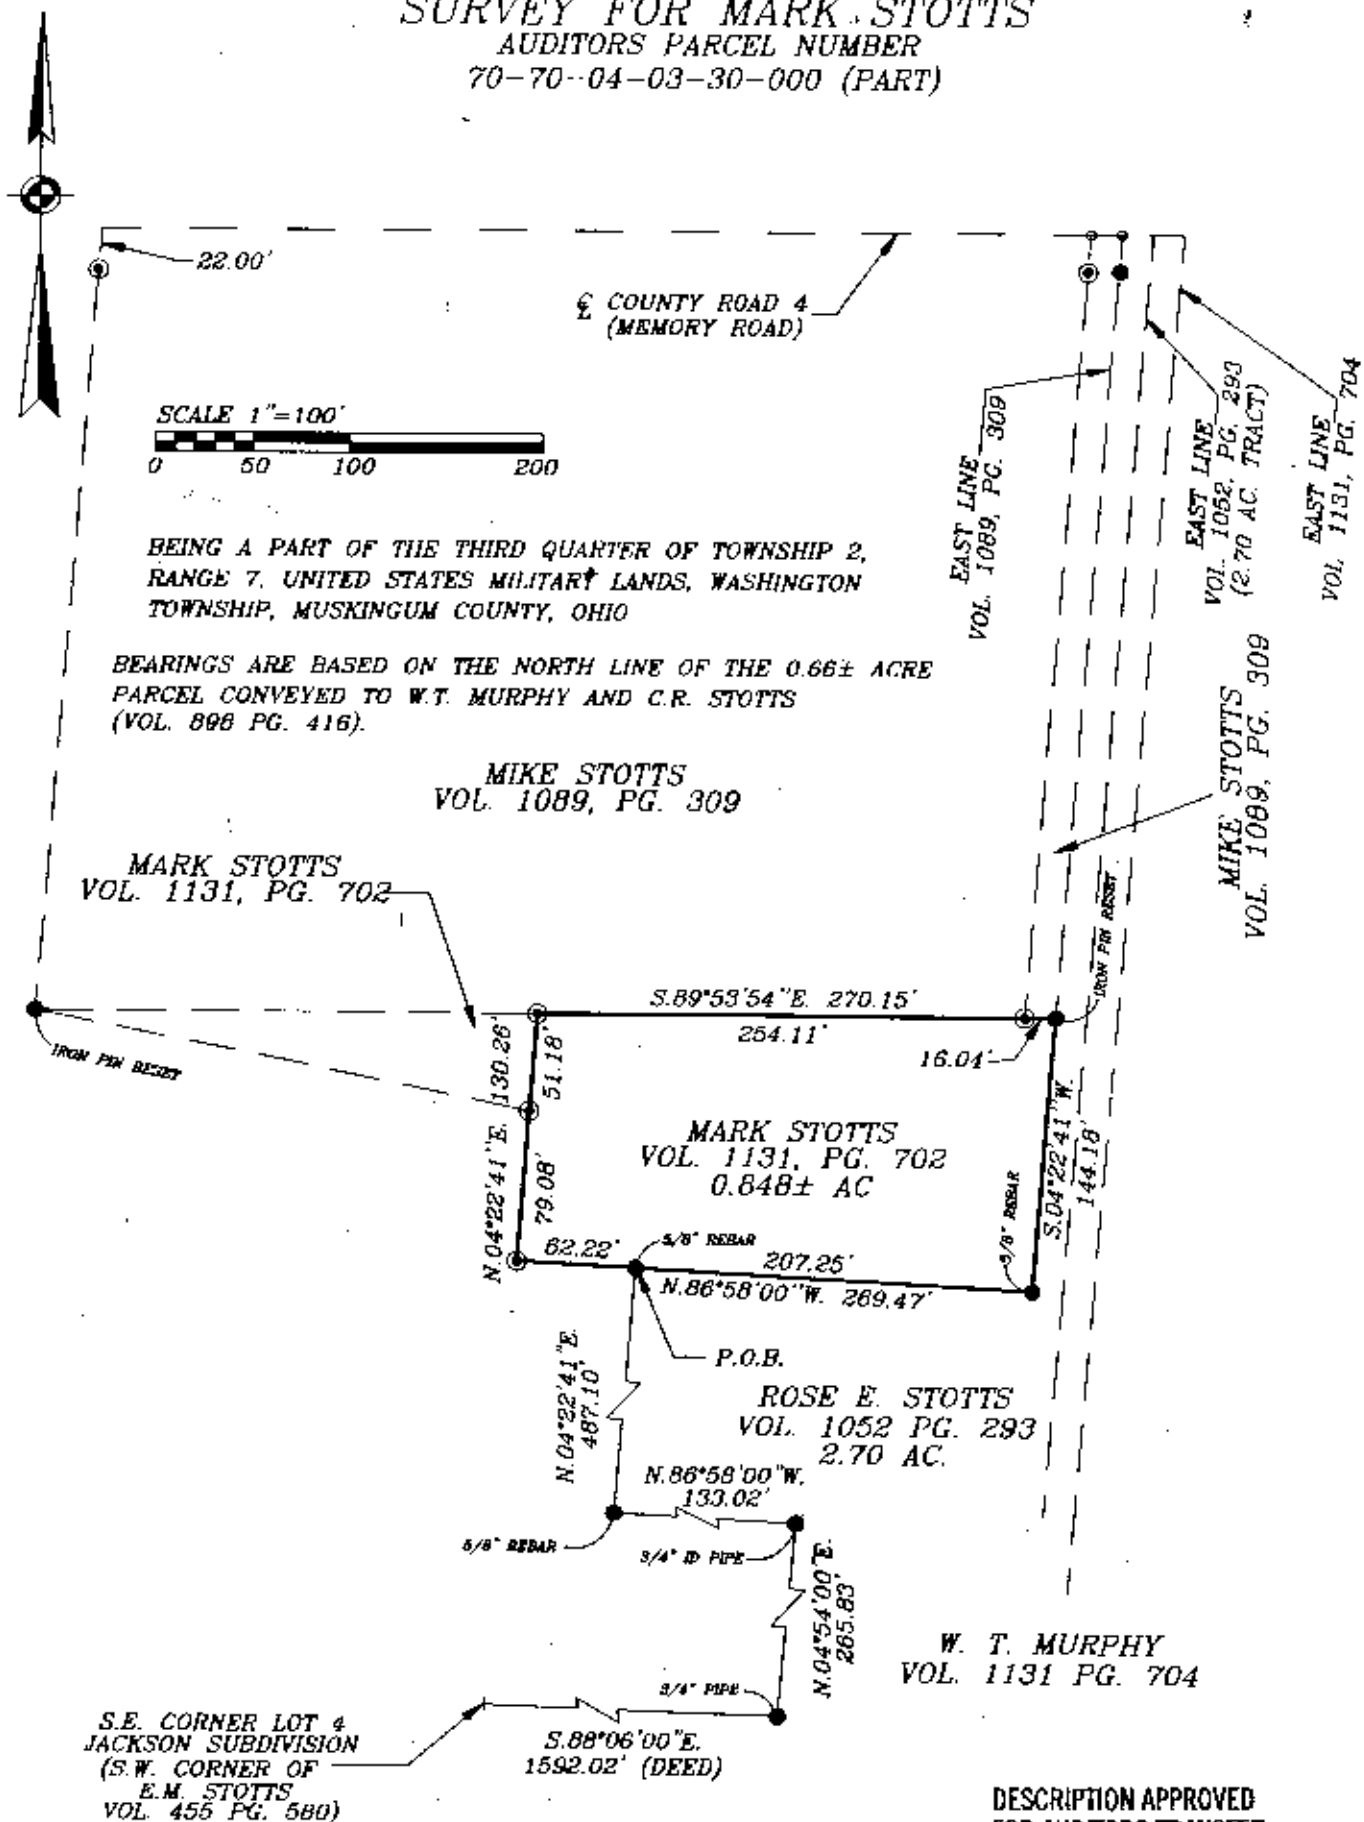 SURVEY FOR MARK STOTTS
AUDITORS PARCEL NUMBER
70-70-04-03-30-000 (PART)
22.00'
℄ COUNTY ROAD 4
(MEMORY ROAD)
SCALE 1"=100'
0 50 100 200
EAST LINE
VOL. 1089, PG. 309
EAST LINE
VOL. 1052, PG. 293
(2.70 AC. TRACT)
EAST LINE
VOL. 1131, PG. 704
BEING A PART OF THE THIRD QUARTER OF TOWNSHIP 2,
RANGE 7, UNITED STATES MILITARY LANDS, WASHINGTON
TOWNSHIP, MUSKINGUM COUNTY, OHIO
BEARINGS ARE BASED ON THE NORTH LINE OF THE 0.66± ACRE
PARCEL CONVEYED TO W.T. MURPHY AND C.R. STOTTS
(VOL. 898 PG. 416).
MIKE STOTTS
VOL. 1089, PG. 309
MIKE STOTTS
VOL. 1089, PG. 309
MARK STOTTS
VOL. 1131, PG. 702
IRON PIN RESET
IRON PIN RESET
S.89°53'54"E. 270.15'
254.11'
16.04'
N.04°22'41"E. 130.26'
51.18'
79.08'
MARK STOTTS
VOL. 1131, PG. 702
0.848± AC
S.04°22'41"W.
144.18'
5/8" REBAR
5/8" REBAR
62.22'
207.25'
N.86°58'00"W. 269.47'
P.O.B.
N.04°22'41"E.
487.10'
ROSE E. STOTTS
VOL. 1052 PG. 293
2.70 AC.
N.86°58'00"W.
133.02'
5/8" REBAR
3/4" ID PIPE
N.04°54'00"E.
265.83'
W. T. MURPHY
VOL. 1131 PG. 704
3/4" PIPE
S.E. CORNER LOT 4
JACKSON SUBDIVISION
(S.W. CORNER OF
E.M. STOTTS
VOL. 455 PG. 580)
S.88°06'00"E.
1592.02' (DEED)
DESCRIPTION APPROVED